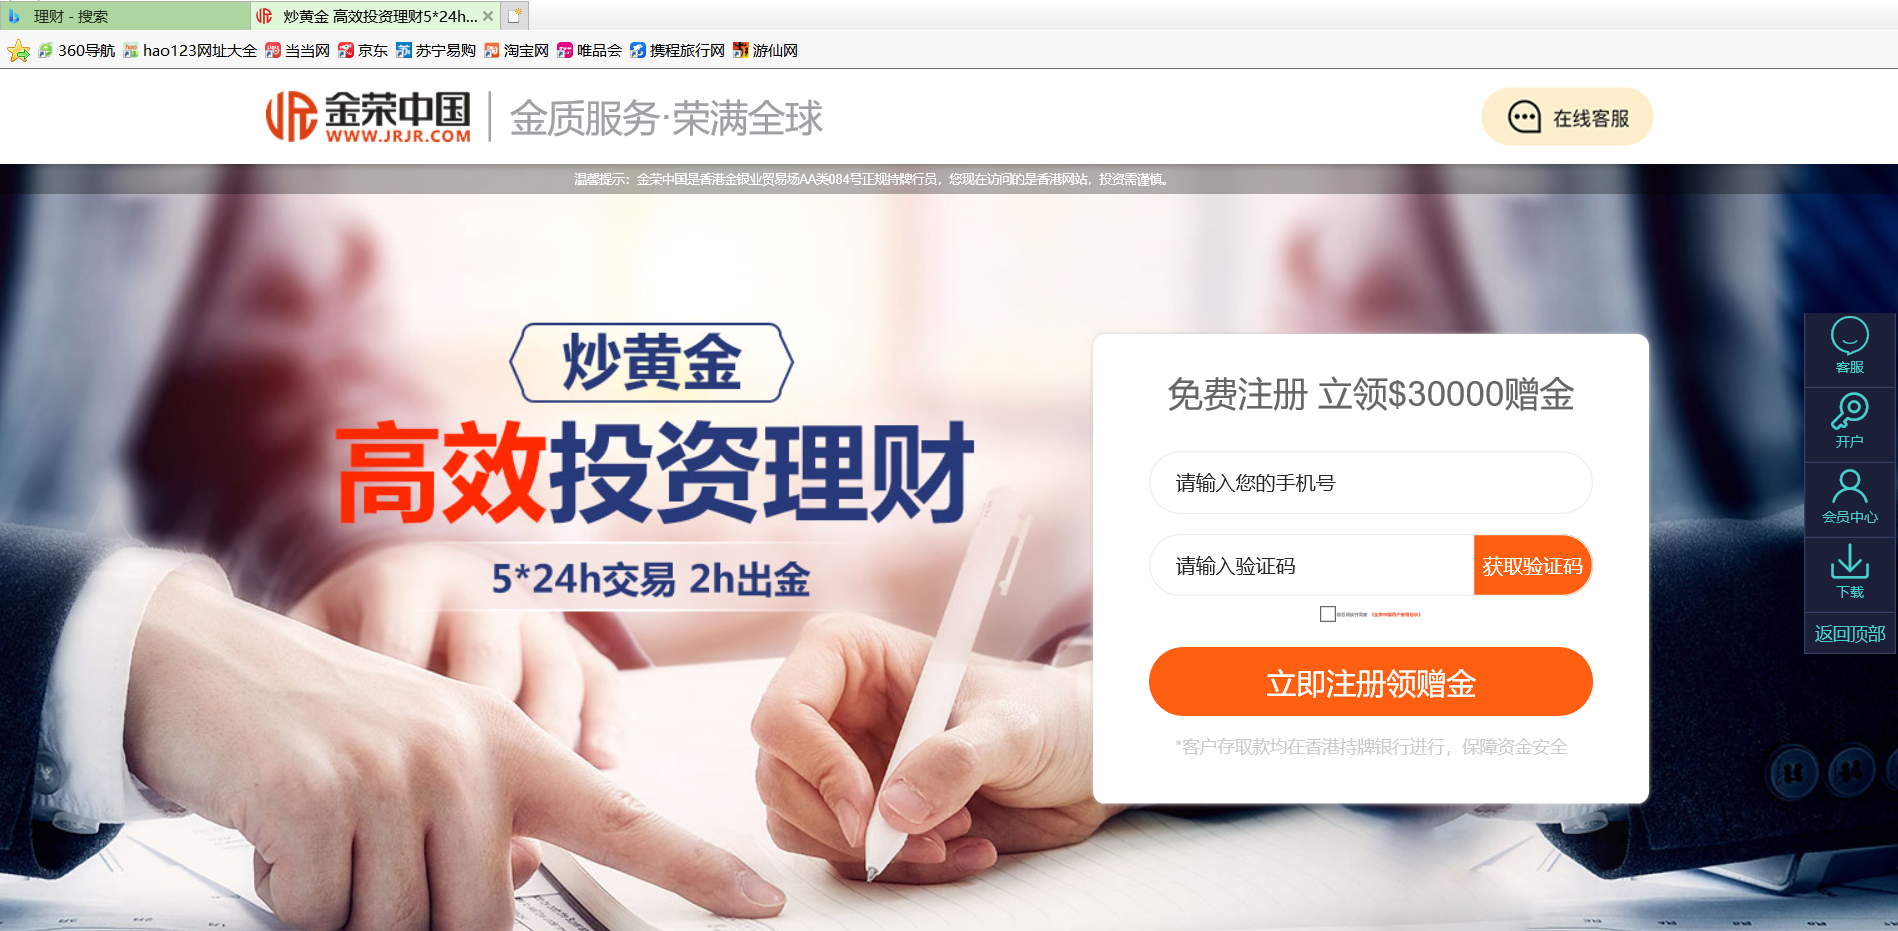 理财 - 搜索
炒黄金 高效投资理财5*24h...
360导航
hao123网址大全
当当网
京东
苏宁易购
淘宝网
唯品会
携程旅行网
游仙网
金荣中国
WWW.JRJR.COM
金质服务·荣满全球
在线客服
温馨提示：金荣中国是香港金银业贸易场AA类084号正规持牌行员，您现在访问的是香港网站，投资需谨慎。
炒黄金
高效投资理财
5*24h交易 2h出金
免费注册 立领$30000赠金
请输入您的手机号
请输入验证码
获取验证码
立即注册领赠金
*客户存取款均在香港持牌银行进行，保障资金安全
客服
开户
会员中心
下载
返回顶部